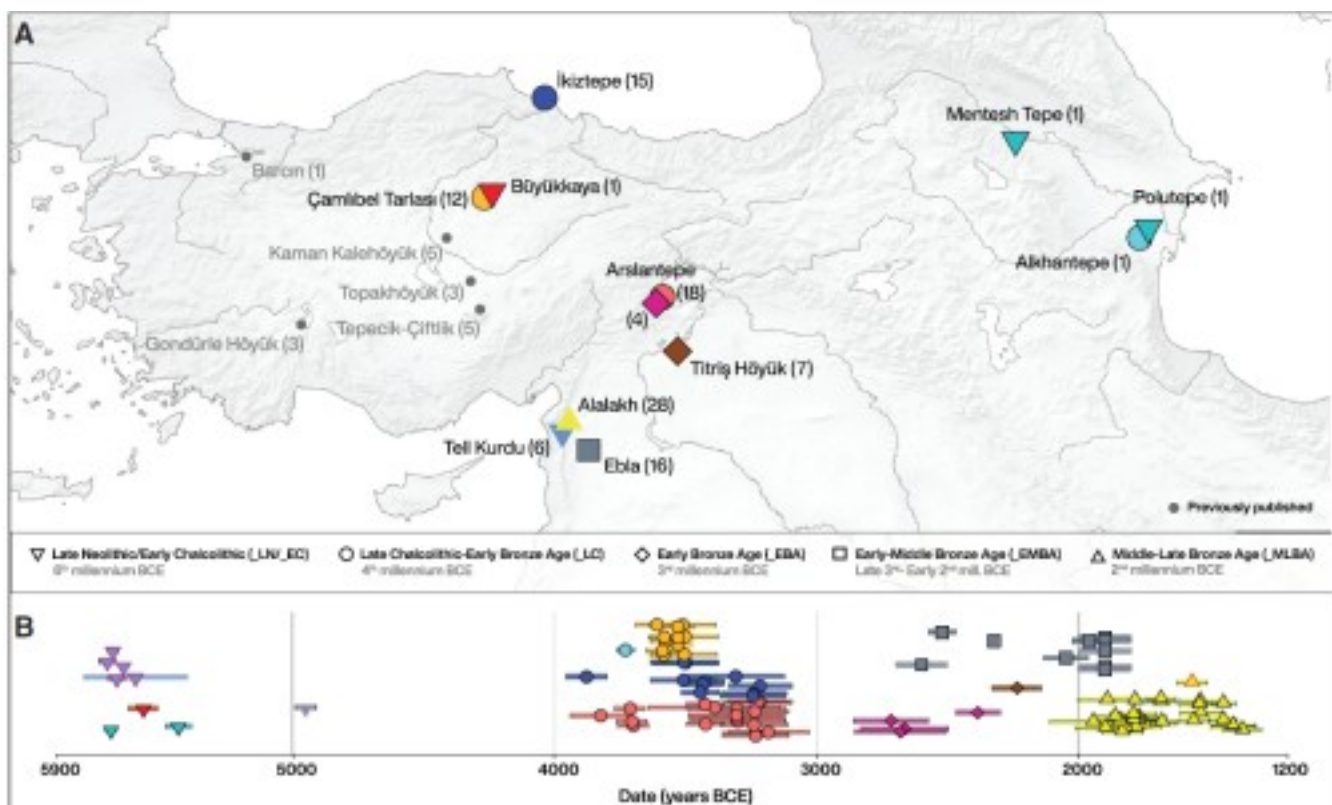 A
İkiztepe (15)
Mentesh Tepe (1)
Barcın (1)
Büyükkaya (1)
Çamlıbel Tarlası (12)
Polutepe (1)
Kaman Kalehöyük (5)
Alkhantepe (1)
Arslantepe
Topakhöyük (3)
(18)
(4)
Tepecik-Çiftlik (5)
Gondürle Höyük (3)
Titriş Höyük (7)
Alalakh (28)
Tell Kurdu (6)
Ebla (16)
Previously published
Late Neolithic/Early Chalcolithic (_LN/_EC)
6th millennium BCE
Late Chalcolithic-Early Bronze Age (_LC)
4th millennium BCE
Early Bronze Age (_EBA)
3rd millennium BCE
Early-Middle Bronze Age (_EMBA)
Late 3rd- Early 2nd mill. BCE
Middle-Late Bronze Age (_MLBA)
2nd millennium BCE
B
5900 5000 4000 3000 2000 1200
Date (years BCE)